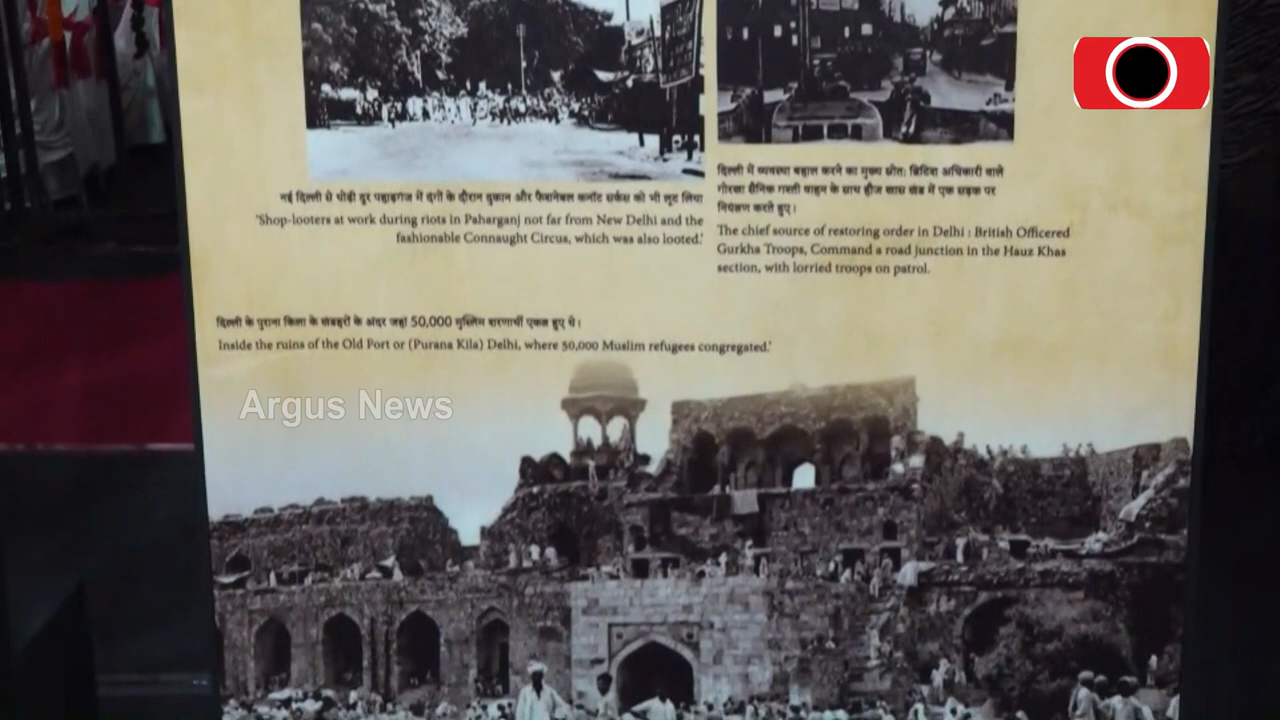 नई दिल्ली से थोड़ी दूर पहाड़गंज में दंगों के दौरान दुकान और फैशनेबल कनॉट सर्कस को भी लूट लिया
'Shop-looters at work during riots in Paharganj not far from New Delhi and the
fashionable Connaught Circus, which was also looted.'
दिल्ली में व्यवस्था बहाल करने का मुख्य स्रोत: ब्रिटिश अधिकारी वाले
गोरखा सैनिक गश्ती वाहन के साथ हौज खास खंड में एक सड़क पर
नियंत्रण करते हुए।
The chief source of restoring order in Delhi : British Officered
Gurkha Troops, Command a road junction in the Hauz Khas
section, with lorried troops on patrol.
दिल्ली के पुराना किला के खंडहरों के अंदर जहां 50,000 मुस्लिम शरणार्थी एकत्र हुए थे।
Inside the ruins of the Old Port or (Purana Kila) Delhi, where 50,000 Muslim refugees congregated.'
Argus News